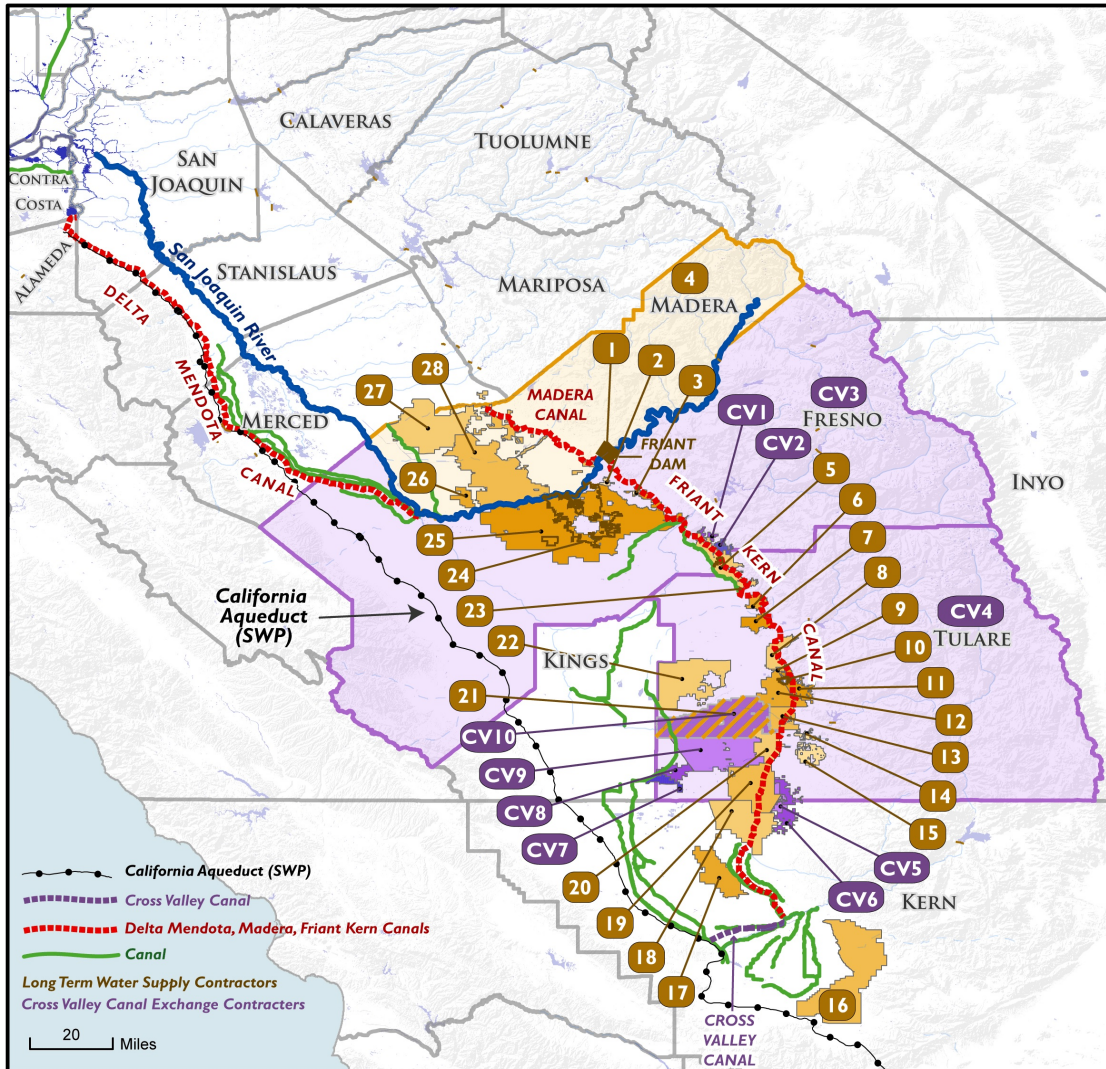 CALAVERAS
TUOLUMNE
SAN
JOAQUIN
CONTRA
COSTA
ALAMEDA
STANISLAUS
MARIPOSA
San Joaquin River
DELTA
MENDOTA
CANAL
MERCED
4
MADERA
1
2
3
27
28
MADERA
CANAL
FRIANT
DAM
CV1
CV2
CV3
FRESNO
5
6
7
8
9
10
11
12
13
14
15
INYO
FRIANT
KERN
CANAL
26
25
24
23
22
21
California
Aqueduct
(SWP)
KINGS
CV4
TULARE
CV10
CV9
CV8
CV7
CV5
CV6
KERN
20
19
18
17
16
CROSS
VALLEY
CANAL
California Aqueduct (SWP)
Cross Valley Canal
Delta Mendota, Madera, Friant Kern Canals
Canal
Long Term Water Supply Contractors
Cross Valley Canal Exchange Contracters
20
Miles